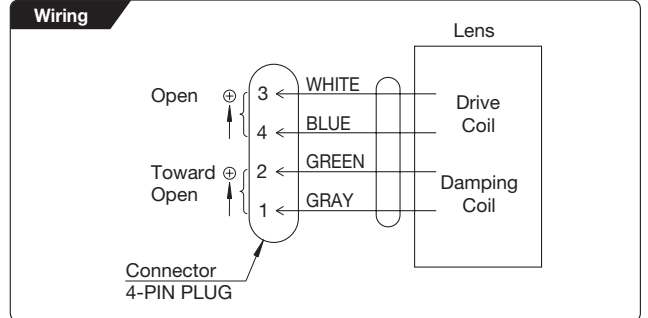 Wiring
Lens
Open ⊕ 3 WHITE
4 BLUE
Drive
Coil
Toward
Open ⊕ 2 GREEN
1 GRAY
Damping
Coil
Connector
4-PIN PLUG